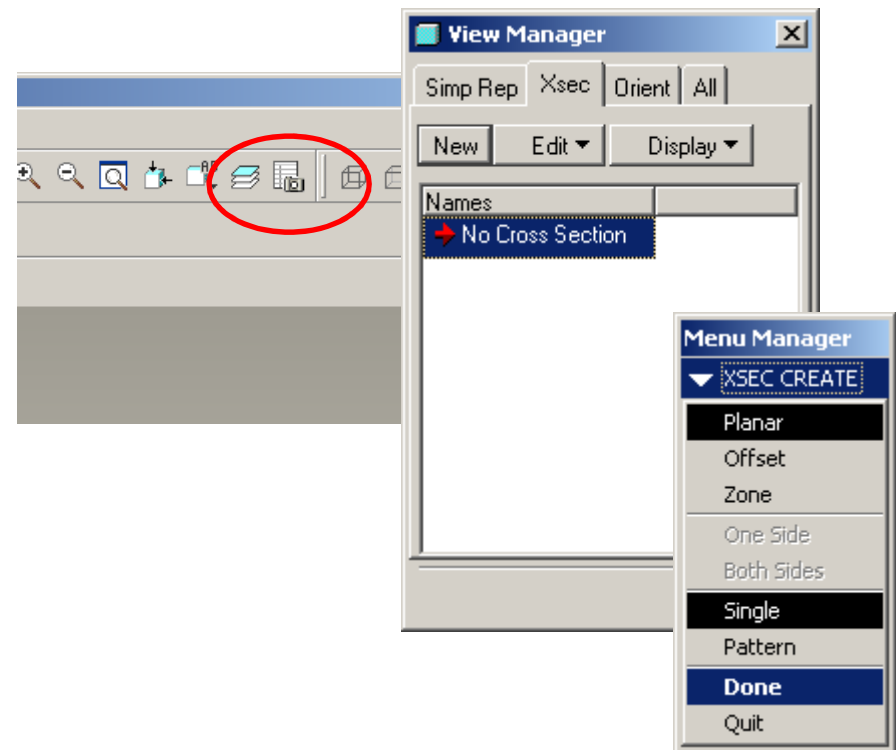 View Manager
Simp Rep Xsec Orient All
New Edit Display
Names
No Cross Section
Menu Manager
XSEC CREATE
Planar
Offset
Zone
One Side
Both Sides
Single
Pattern
Done
Quit